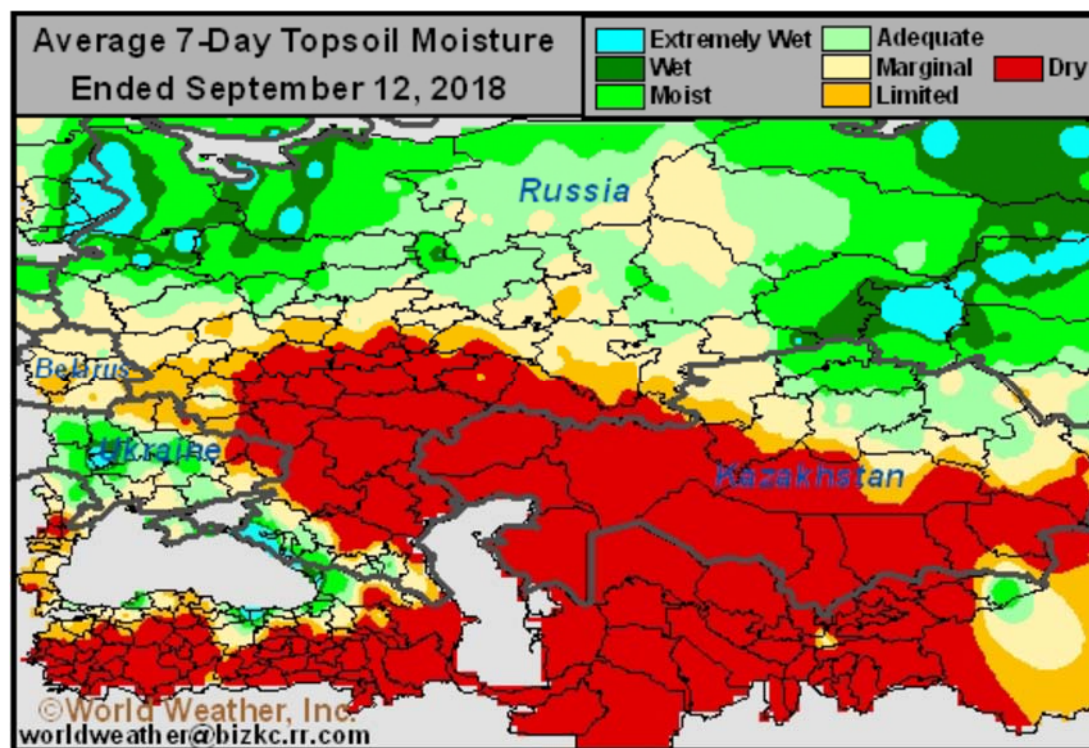 Average 7-Day Topsoil Moisture
Ended September 12, 2018
Extremely Wet
Adequate
Wet
Marginal
Dry
Moist
Limited
Russia
Belarus
Ukraine
Kazakhstan
©World Weather, Inc.
worldweather@bizkc.rr.com